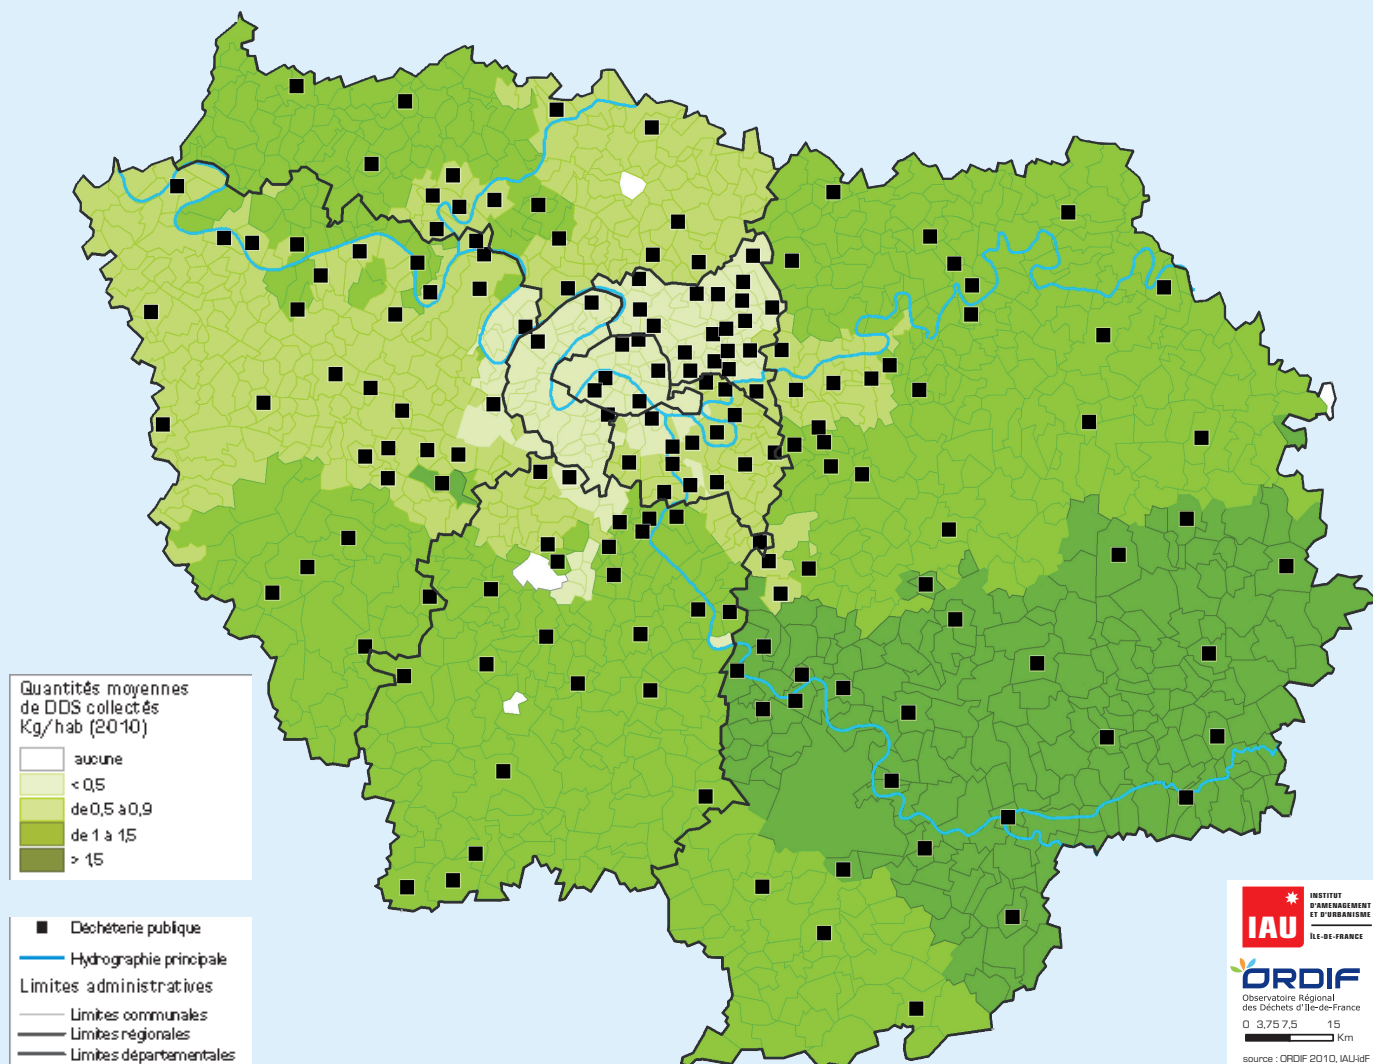 Quantités moyennes
de DDS collectés
Kg/hab (2010)
aucune
< 0,5
de 0,5 à 0,9
de 1 à 1,5
> 1,5
Déchèterie publique
Hydrographie principale
Limites administratives
Limites communales
Limites régionales
Limites départementales
IAU
INSTITUT
D'AMENAGEMENT
ET D'URBANISME
ÎLE-DE-FRANCE
ORDIF
Observatoire Régional
des Déchets d'Ile-de-France
0 3,75 7,5 15
Km
source : ORDIF 2010, IAU-îdF